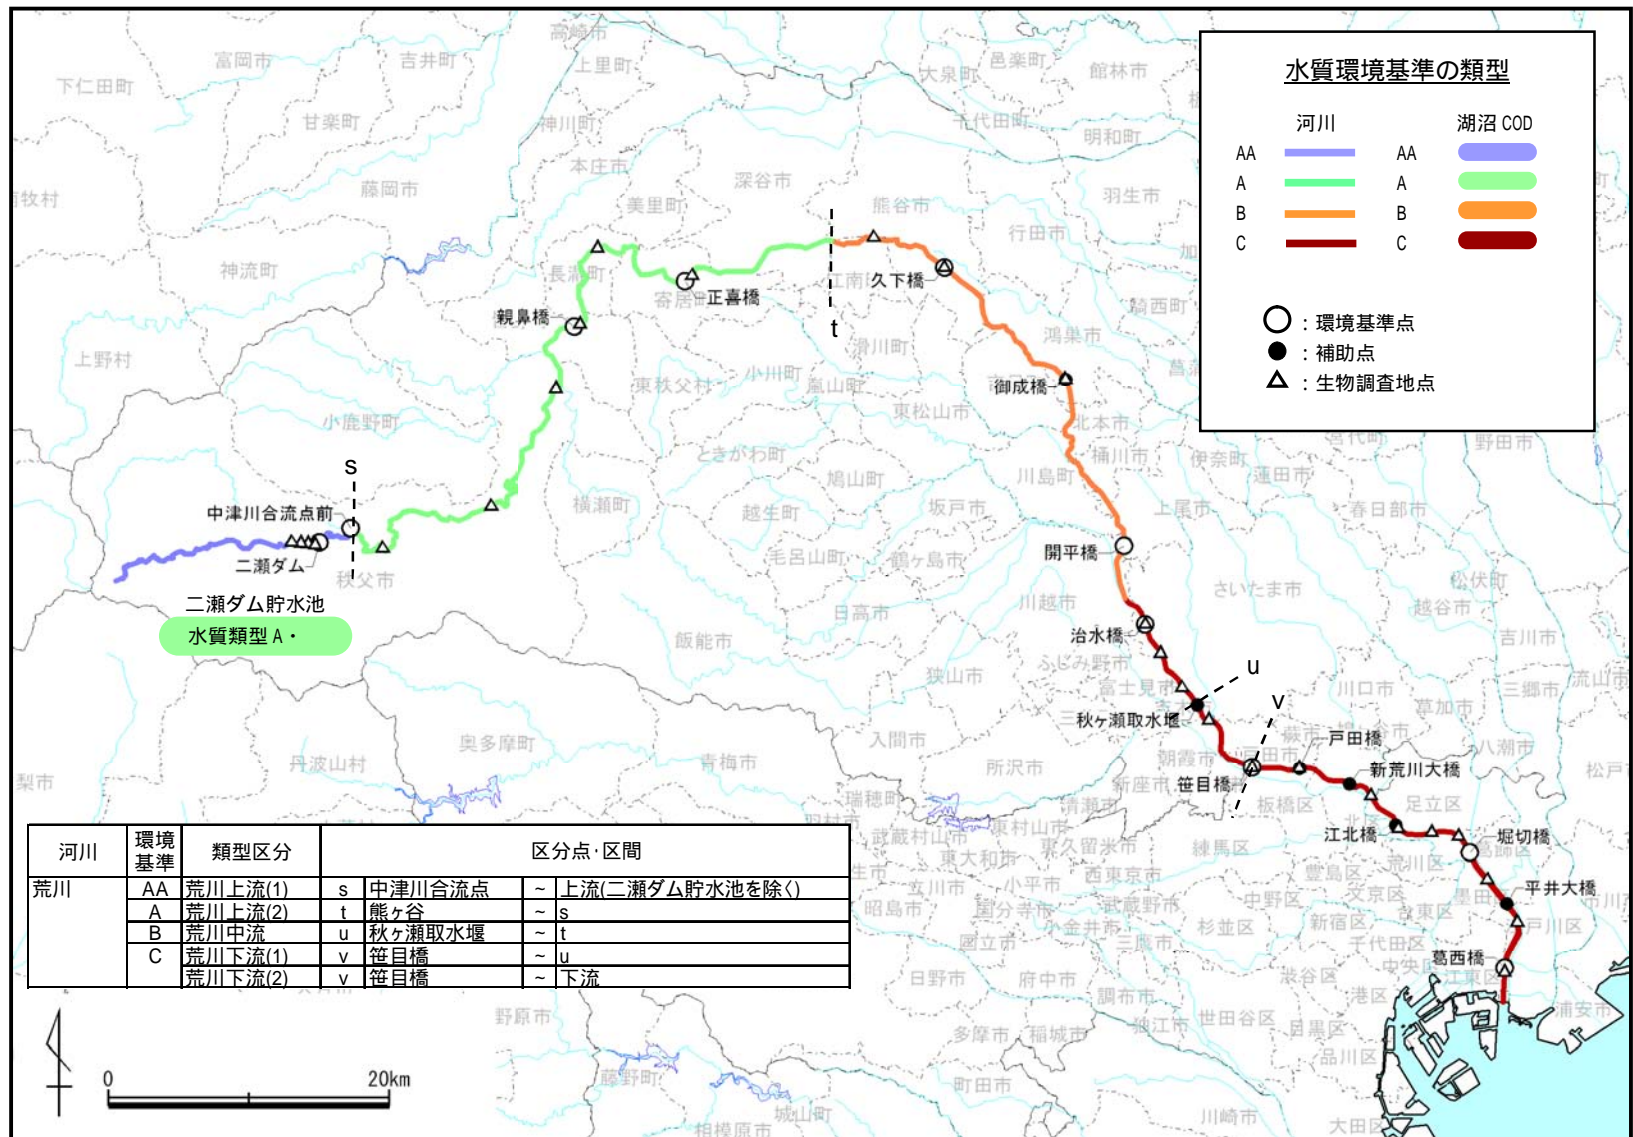 水質環境基準の類型
河川
湖沼 COD
AA
AA
A
A
B
B
C
C
：環境基準点
：補助点
：生物調査地点
高崎市
富岡市
吉井町
上里町
下仁田町
大泉町
邑楽町
館林市
甘楽町
神川町
千代田町
明和町
本庄市
藤岡市
深谷市
美里町
熊谷市
羽生市
行田市
神流町
長瀞町
久下橋
正喜橋
騎西町
親鼻橋
t
鴻巣市
滑川町
上野村
小川町
嵐山町
東秩父村
御成橋
東松山市
北本市
小鹿野町
宮代町
野田市
ときがわ町
桶川市
伊奈町
蓮田市
s
鳩山町
川島町
横瀬町
坂戸市
上尾市
春日部市
中津川合流点前
越生町
二瀬ダム
毛呂山町
鶴ヶ島市
開平橋
秩父市
さいたま市
松伏町
二瀬ダム貯水池
川越市
越谷市
日高市
水質類型 A・
飯能市
治水橋
吉川市
ふじみ野市
狭山市
u
富士見市
川口市
三郷市
流山市
v
草加市
秋ヶ瀬取水堰
奥多摩町
入間市
戸田橋
八潮市
丹波山村
青梅市
所沢市
朝霞市
新荒川大橋
笹目橋
新座市
瑞穂町
清瀬市
板橋区
足立区
武蔵村山市
東村山市
江北橋
堀切橋
東大和市
東久留米市
練馬区
荒川区
葛飾区
立川市
小平市
西東京市
豊島区
平井大橋
昭島市
国分寺市
武蔵野市
中野区
文京区
小金井市
杉並区
新宿区
国立市
三鷹市
千代田区
葛西橋
日野市
府中市
渋谷区
江東区
調布市
港区
世田谷区
目黒区
浦安市
多摩市
稲城市
品川区
藤野町
町田市
城山町
川崎市
大田区
相模原市
河川
環境
基準
類型区分
区分点・区間
荒川
AA 荒川上流(1) s 中津川合流点 ~ 上流(二瀬ダム貯水池を除く)
A 荒川上流(2) t 熊ヶ谷 ~ s
B 荒川中流 u 秋ヶ瀬取水堰 ~ t
C 荒川下流(1) v 笹目橋 ~ u
荒川下流(2) v 笹目橋 ~ 下流
0
20km